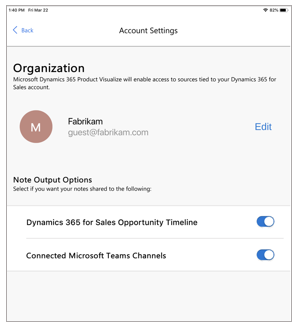 1:40 PM Fri Mar 22
82%
Back
Account Settings
Organization
Microsoft Dynamics 365 Product Visualize will enable access to sources tied to your Dynamics 365 for
Sales account.
M
Fabrikam
guest@fabrikam.com
Edit
Note Output Options
Select if you want your notes shared to the following:
Dynamics 365 for Sales Opportunity Timeline
Connected Microsoft Teams Channels